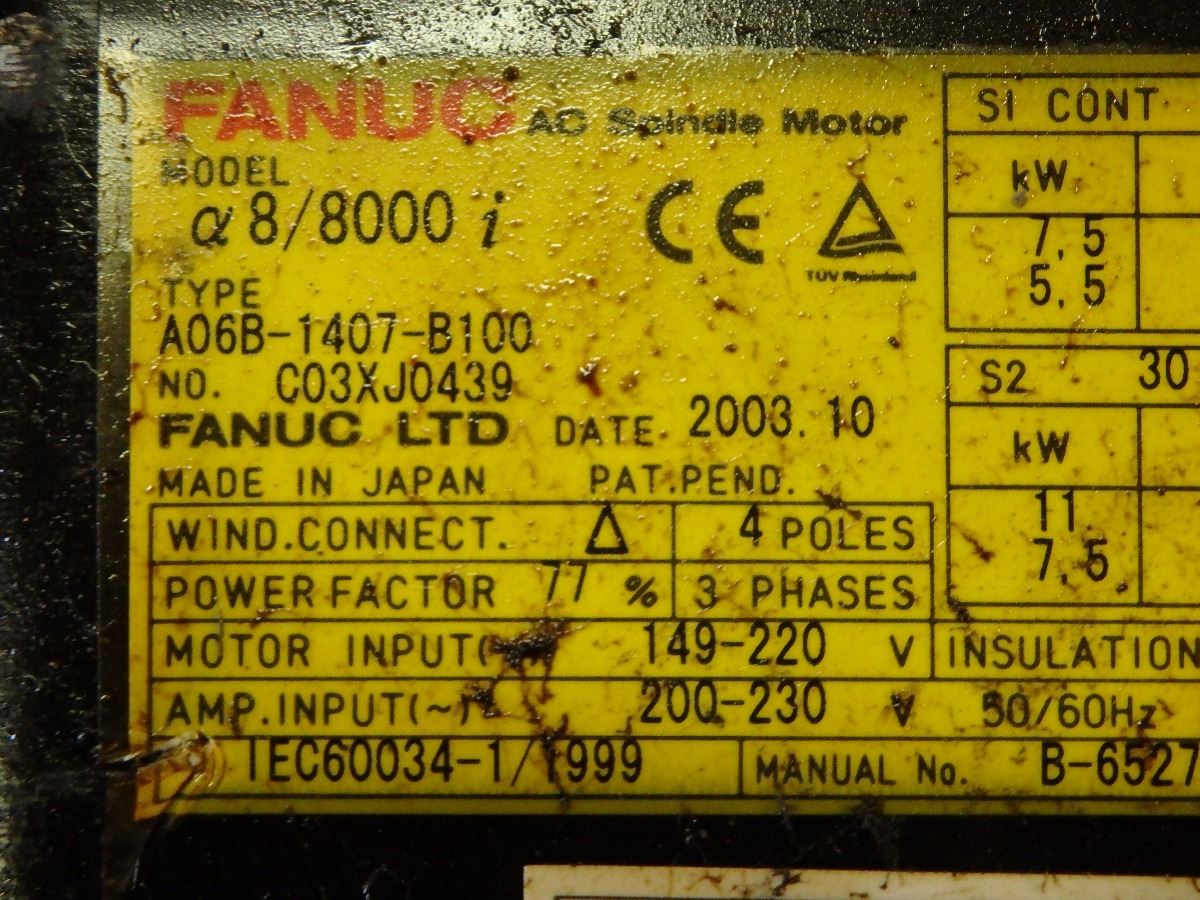 FANUC AC Spindle Motor
MODEL
α8/8000 i
CE
TÜV Rheinland
TYPE
A06B-1407-B100
NO. C03XJ0439
FANUC LTD DATE 2003.10
MADE IN JAPAN PAT.PEND.
WIND.CONNECT. Δ 4 POLES
POWER FACTOR 77 % 3 PHASES
MOTOR INPUT( 149-220 V INSULATION
AMP.INPUT(~) 200-230 V 50/60Hz
IEC60034-1/1999 MANUAL No. B-6527
S1 CONT
kW
7,5
5,5
S2 30
kW
11.
7,5.